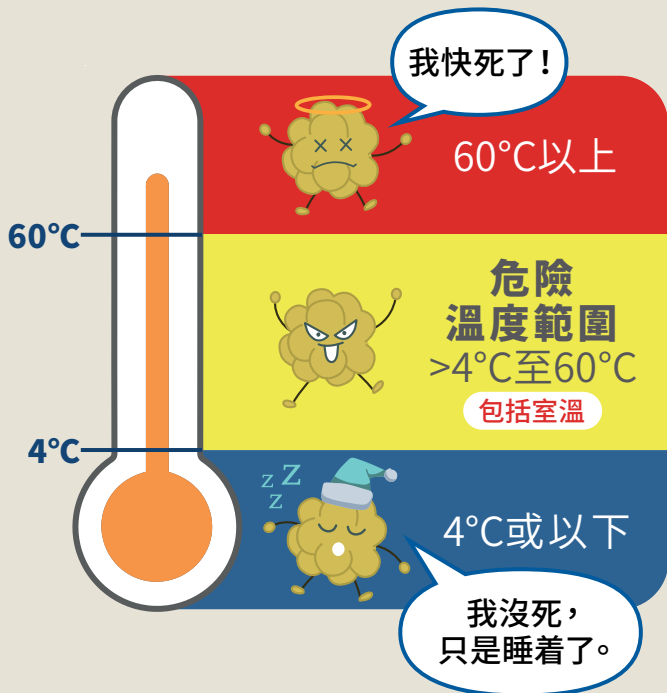 我快死了！
60°C以上
60°C
危險
溫度範圍
>4°C至60°C
包括室溫
4°C
z Z
z
4°C或以下
我沒死，
只是睡着了。